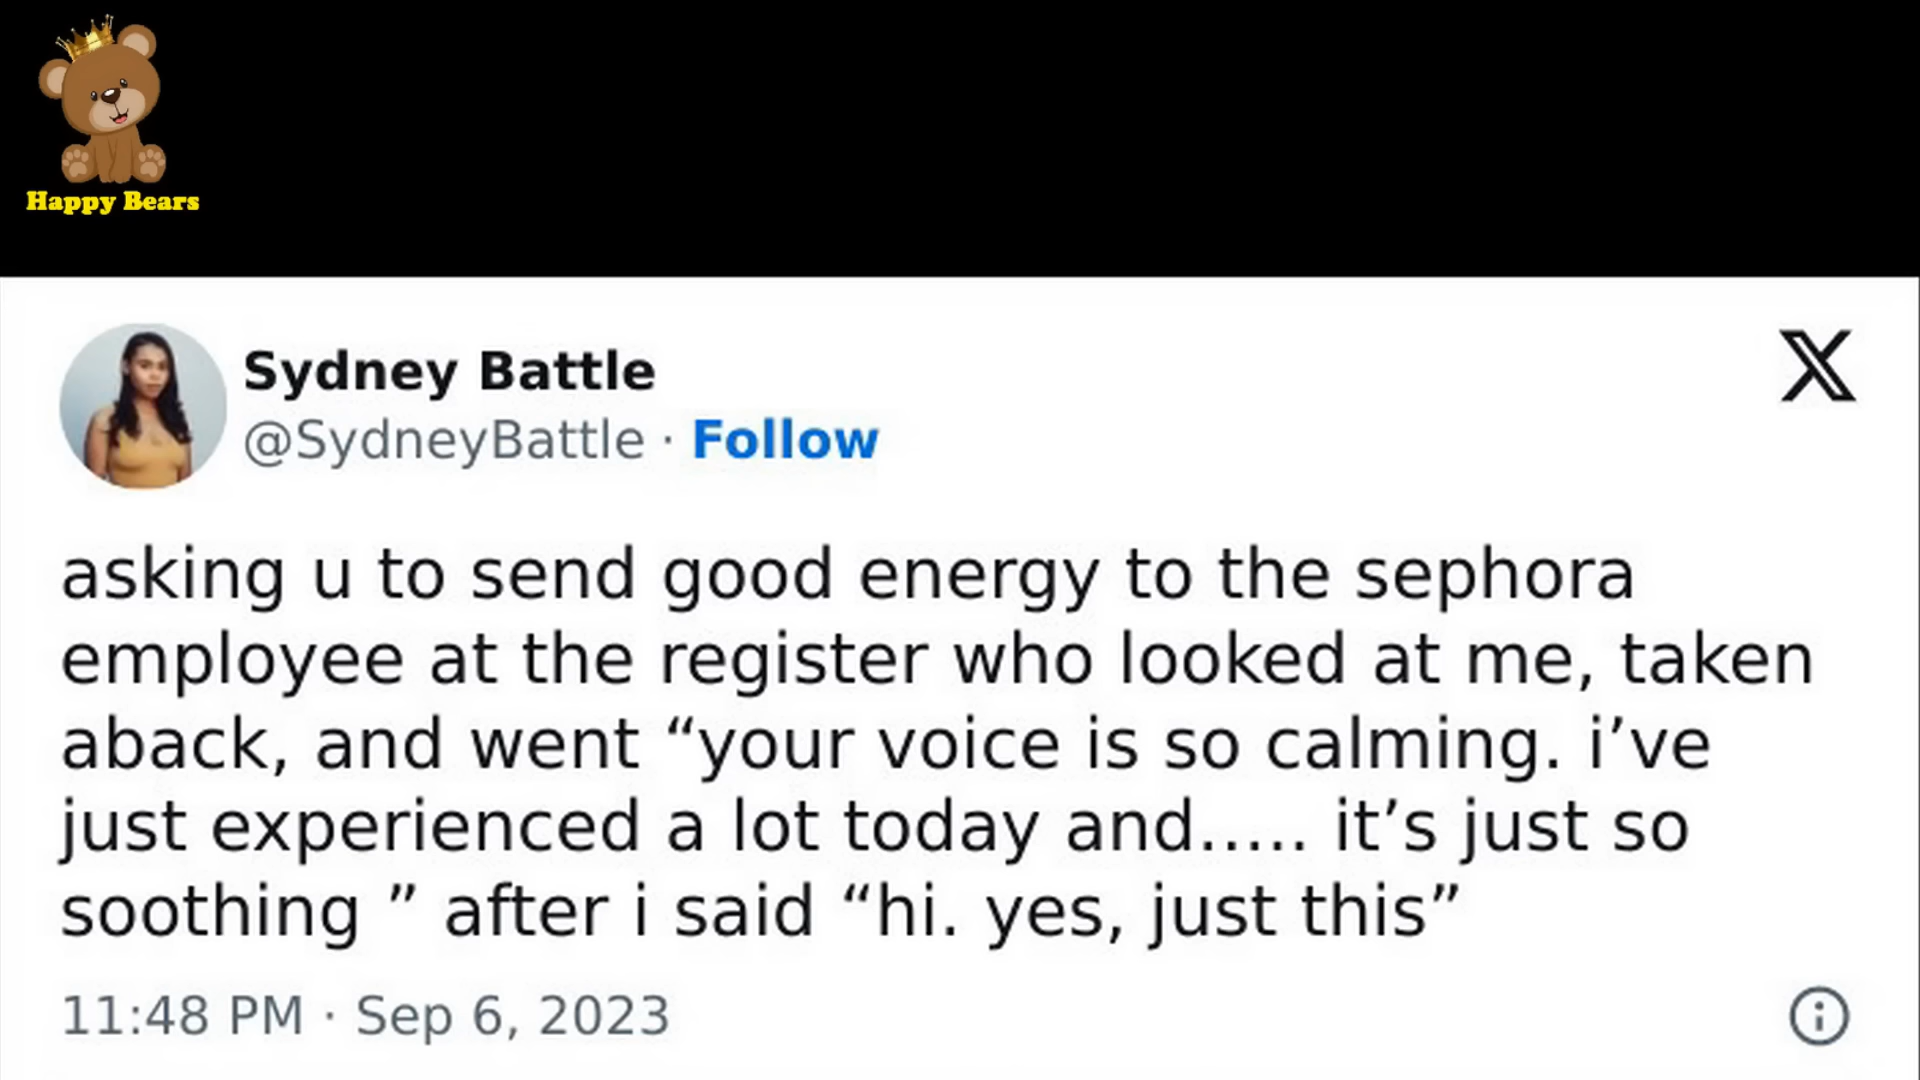 Happy Bears
Sydney Battle
@SydneyBattle · Follow
asking u to send good energy to the sephora
employee at the register who looked at me, taken
aback, and went “your voice is so calming. i’ve
just experienced a lot today and..... it’s just so
soothing ” after i said “hi. yes, just this”
11:48 PM · Sep 6, 2023